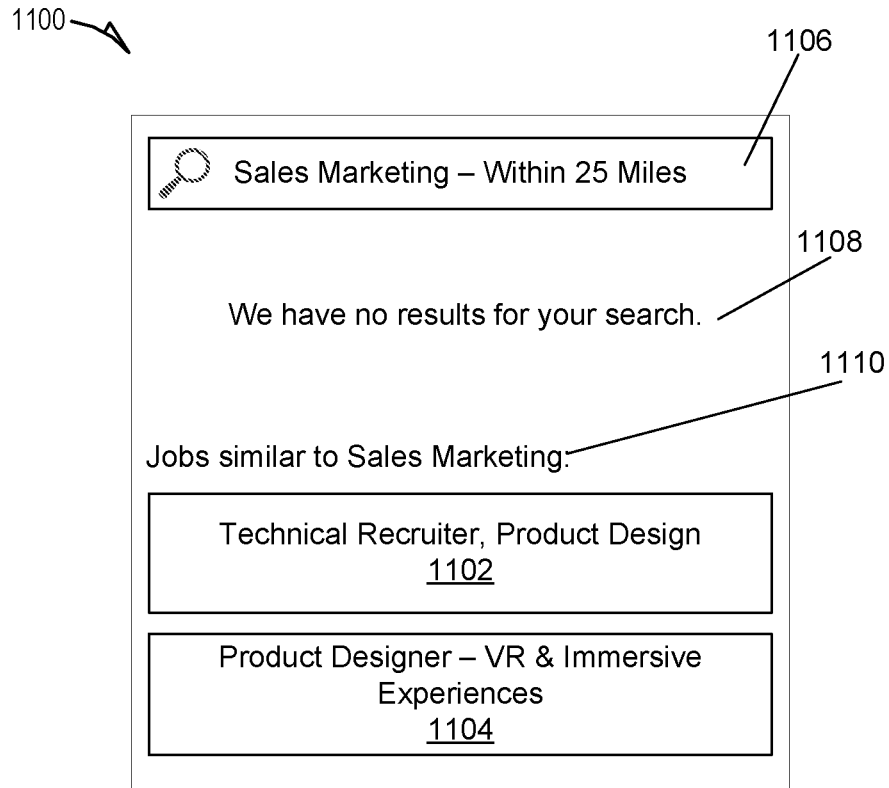 1100
1106
Sales Marketing – Within 25 Miles
1108
We have no results for your search.
1110
Jobs similar to Sales Marketing:
Technical Recruiter, Product Design
1102
Product Designer – VR & Immersive
Experiences
1104